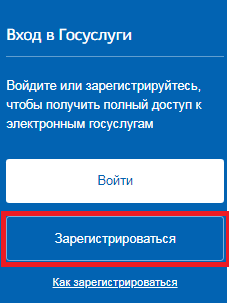 Вход в Госуслуги
Войдите или зарегистрируйтесь,
чтобы получить полный доступ к
электронным госуслугам
Войти
Зарегистрироваться
Как зарегистрироваться